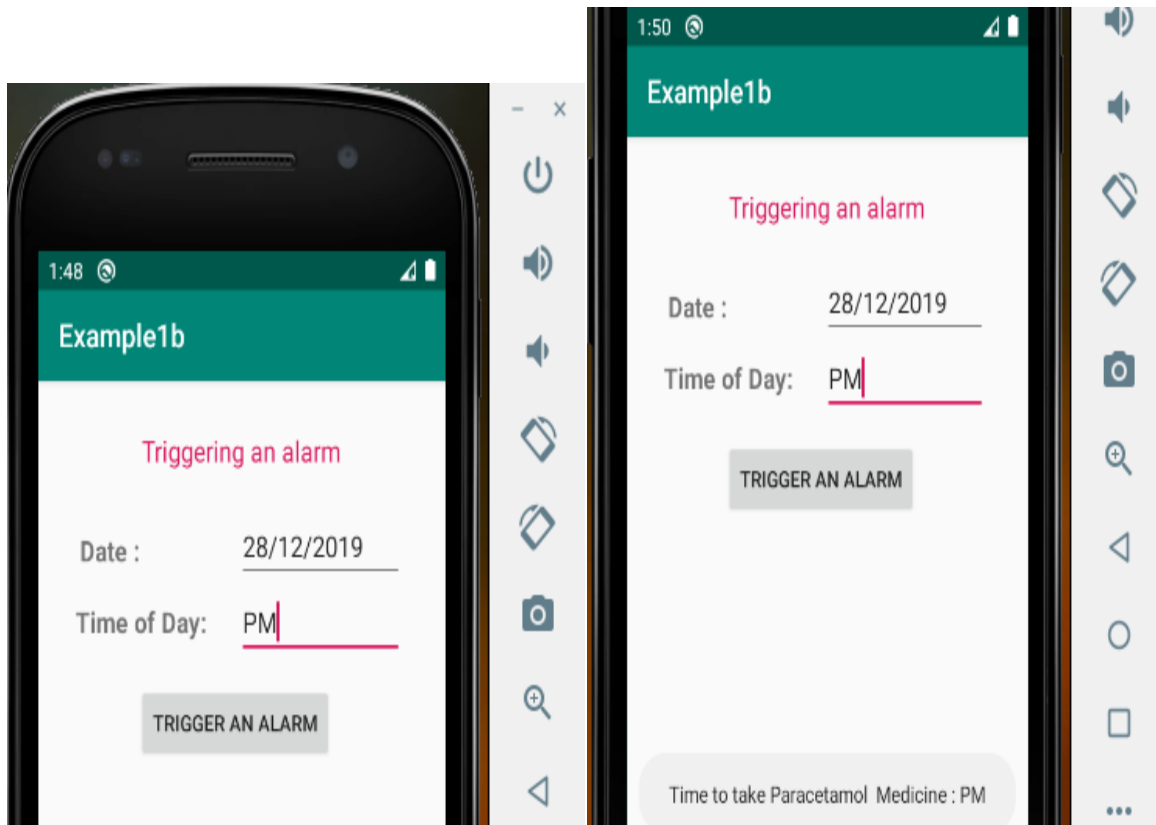 1:48
Example1b
Triggering an alarm
Date : 28/12/2019
Time of Day: PM
TRIGGER AN ALARM
1:50
Example1b
Triggering an alarm
Date : 28/12/2019
Time of Day: PM
TRIGGER AN ALARM
Time to take Paracetamol Medicine : PM